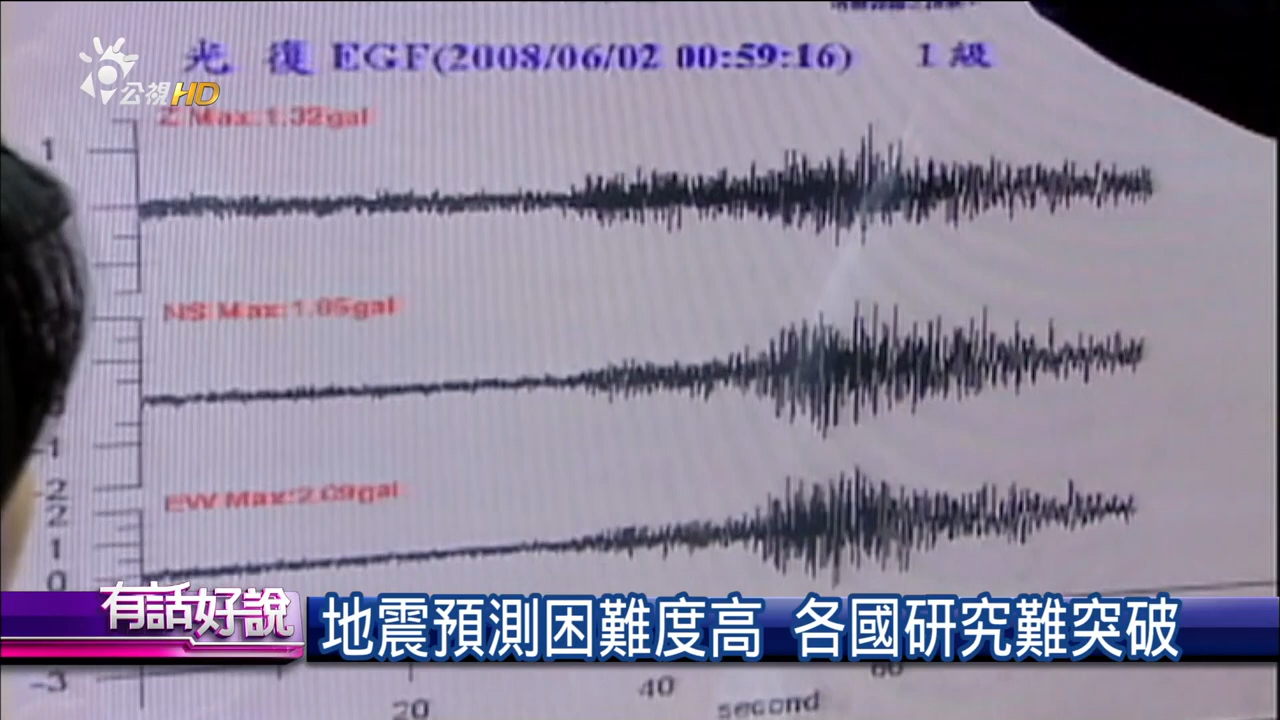 光 復 EGF(2008/06/02 00:59:16) 1 級
公視HD
Z Max:1.32gal
1
NS Max:1.85gal
-1
-2
EW Max:2.09gal
2
1
0
有話好說
地震預測困難度高 各國研究難突破
-3
20
40
second
60